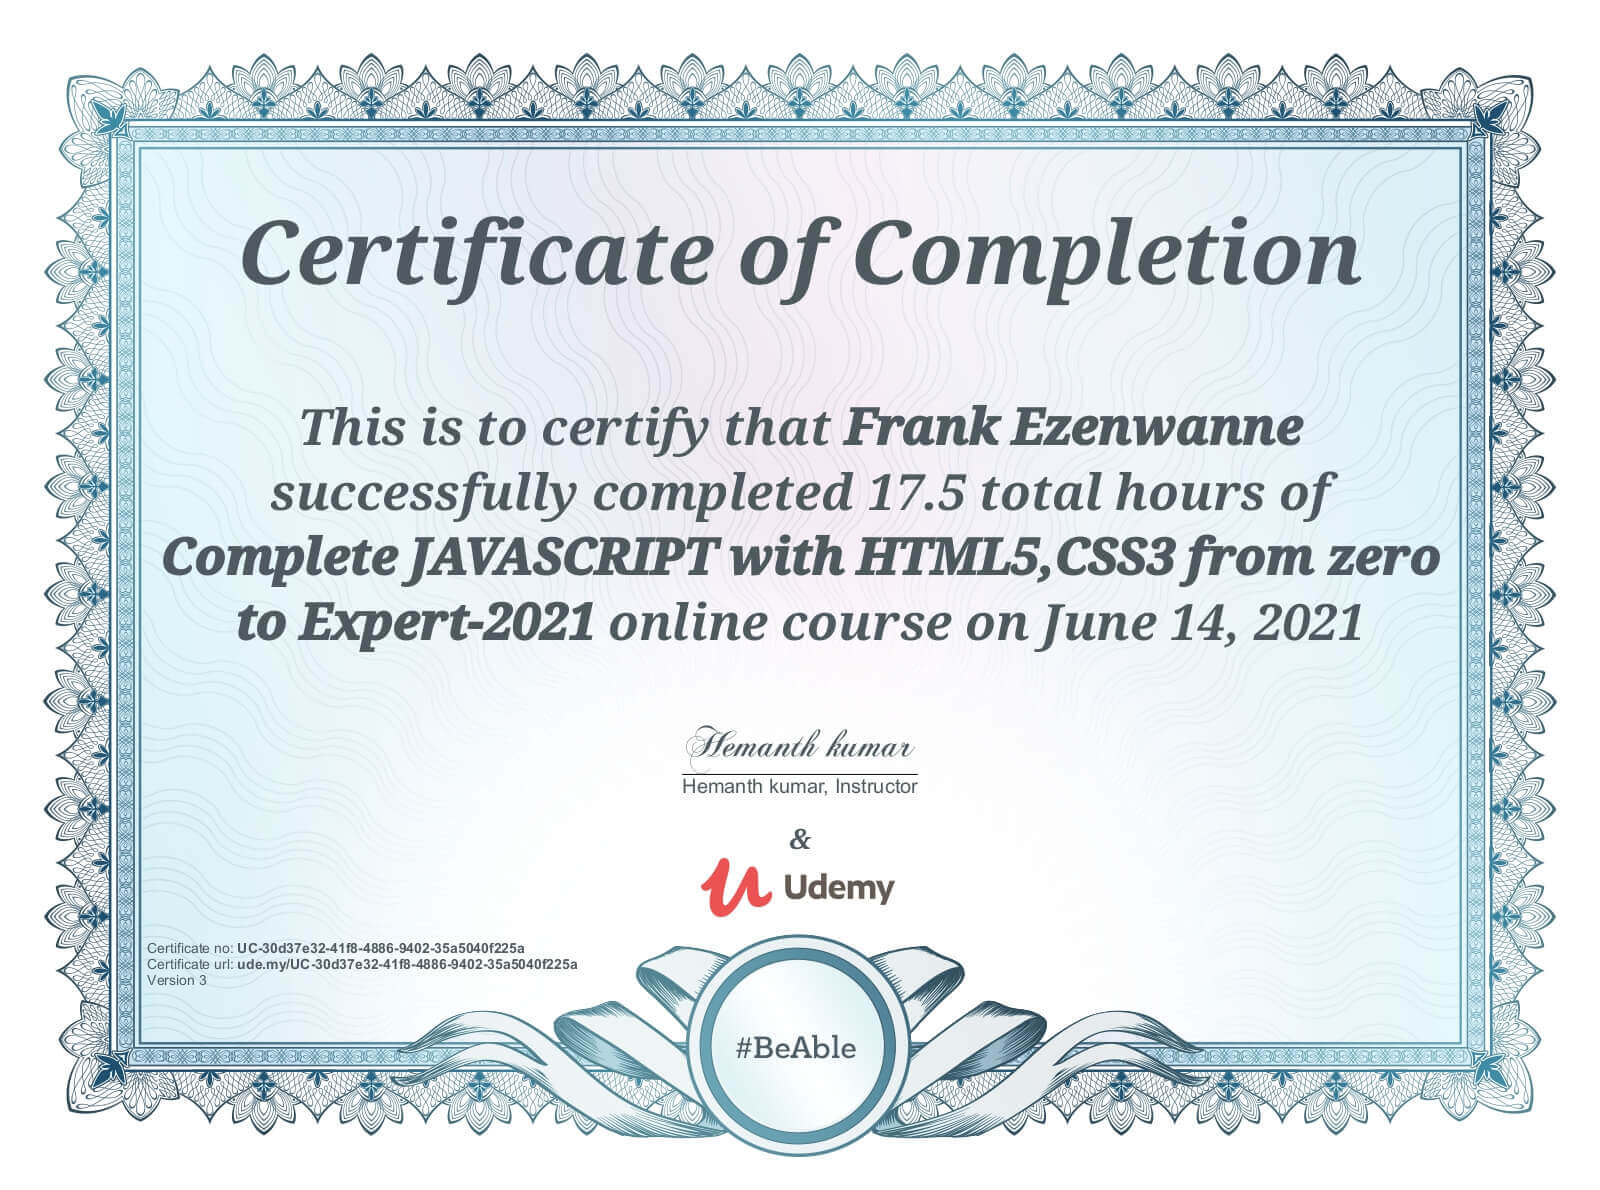 Certificate of Completion
This is to certify that Frank Ezenwanne
successfully completed 17.5 total hours of
Complete JAVASCRIPT with HTML5,CSS3 from zero
to Expert-2021 online course on June 14, 2021
Hemanth kumar
Hemanth kumar, Instructor
&
Udemy
Certificate no: UC-30d37e32-41f8-4886-9402-35a5040f225a
Certificate url: ude.my/UC-30d37e32-41f8-4886-9402-35a5040f225a
Version 3
#BeAble